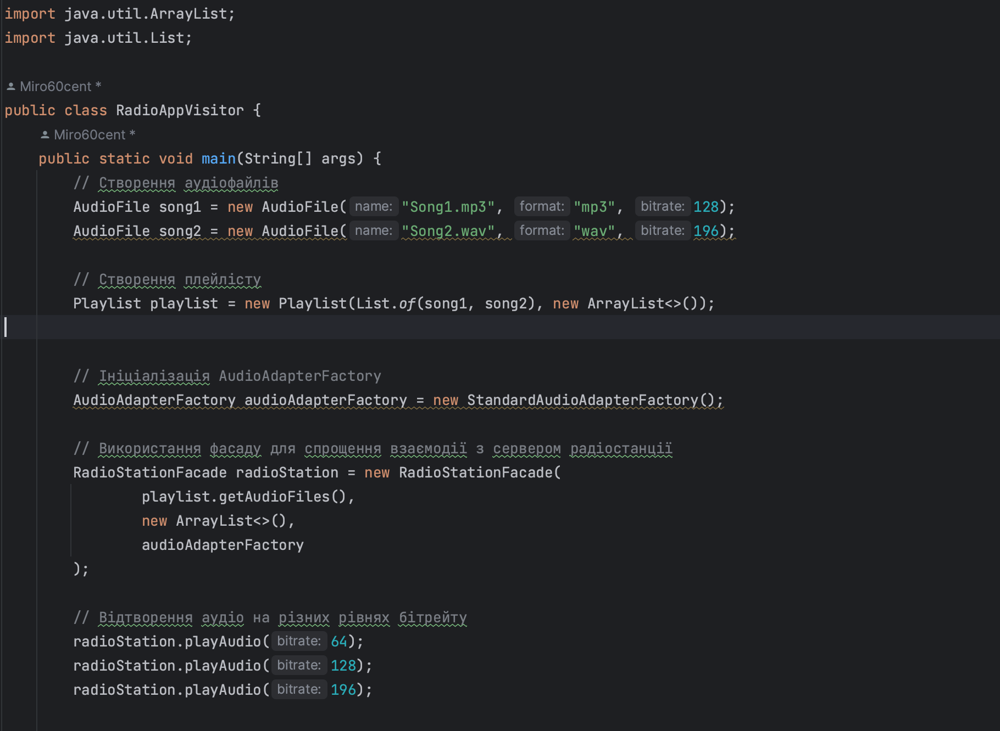 import java.util.ArrayList;
import java.util.List;
Miro60cent *
public class RadioAppVisitor {
Miro60cent *
public static void main(String[] args) {
// Створення аудіофайлів
AudioFile song1 = new AudioFile( name: "Song1.mp3", format: "mp3", bitrate: 128);
AudioFile song2 = new AudioFile( name: "Song2.wav", format: "wav", bitrate: 196);
// Створення плейлісту
Playlist playlist = new Playlist(List.of(song1, song2), new ArrayList<>());
// Ініціалізація AudioAdapterFactory
AudioAdapterFactory audioAdapterFactory = new StandardAudioAdapterFactory();
// Використання фасаду для спрощення взаємодії з сервером радіостанції
RadioStationFacade radioStation = new RadioStationFacade(
playlist.getAudioFiles(),
new ArrayList<>(),
audioAdapterFactory
);
// Відтворення аудіо на різних рівнях бітрейту
radioStation.playAudio( bitrate: 64);
radioStation.playAudio( bitrate: 128);
radioStation.playAudio( bitrate: 196);